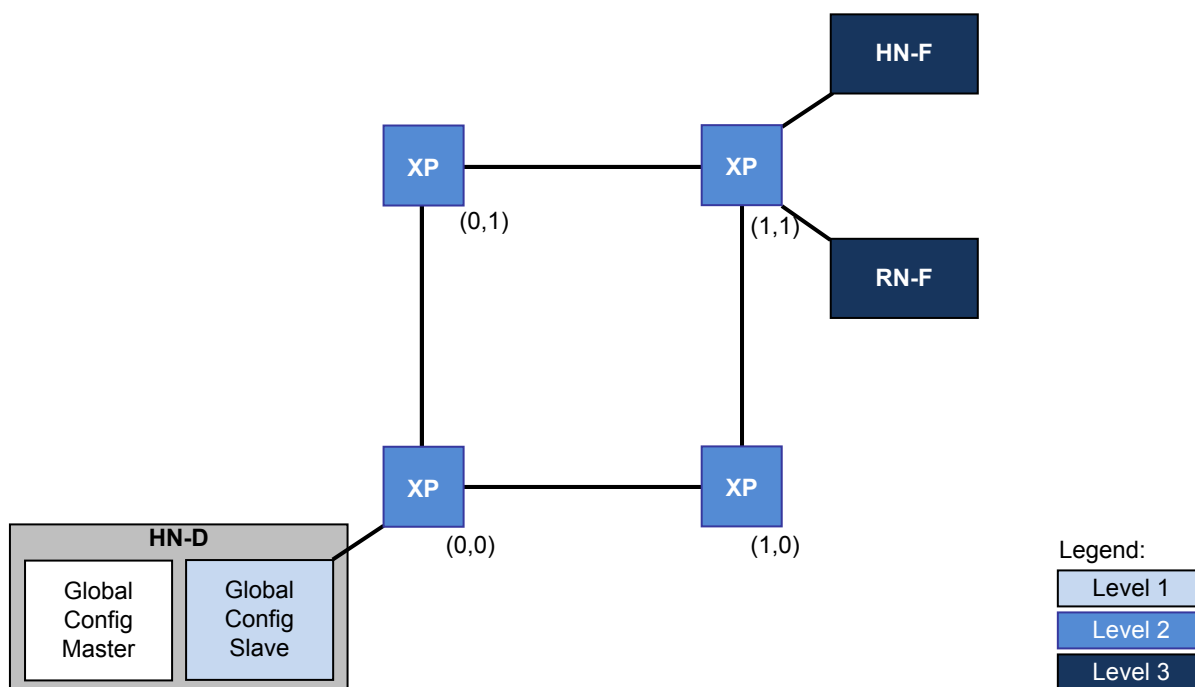 HN-F
XP
XP
(0,1)
(1,1)
RN-F
XP
XP
(0,0)
(1,0)
HN-D
Global
Config
Master
Global
Config
Slave
Legend:
Level 1
Level 2
Level 3